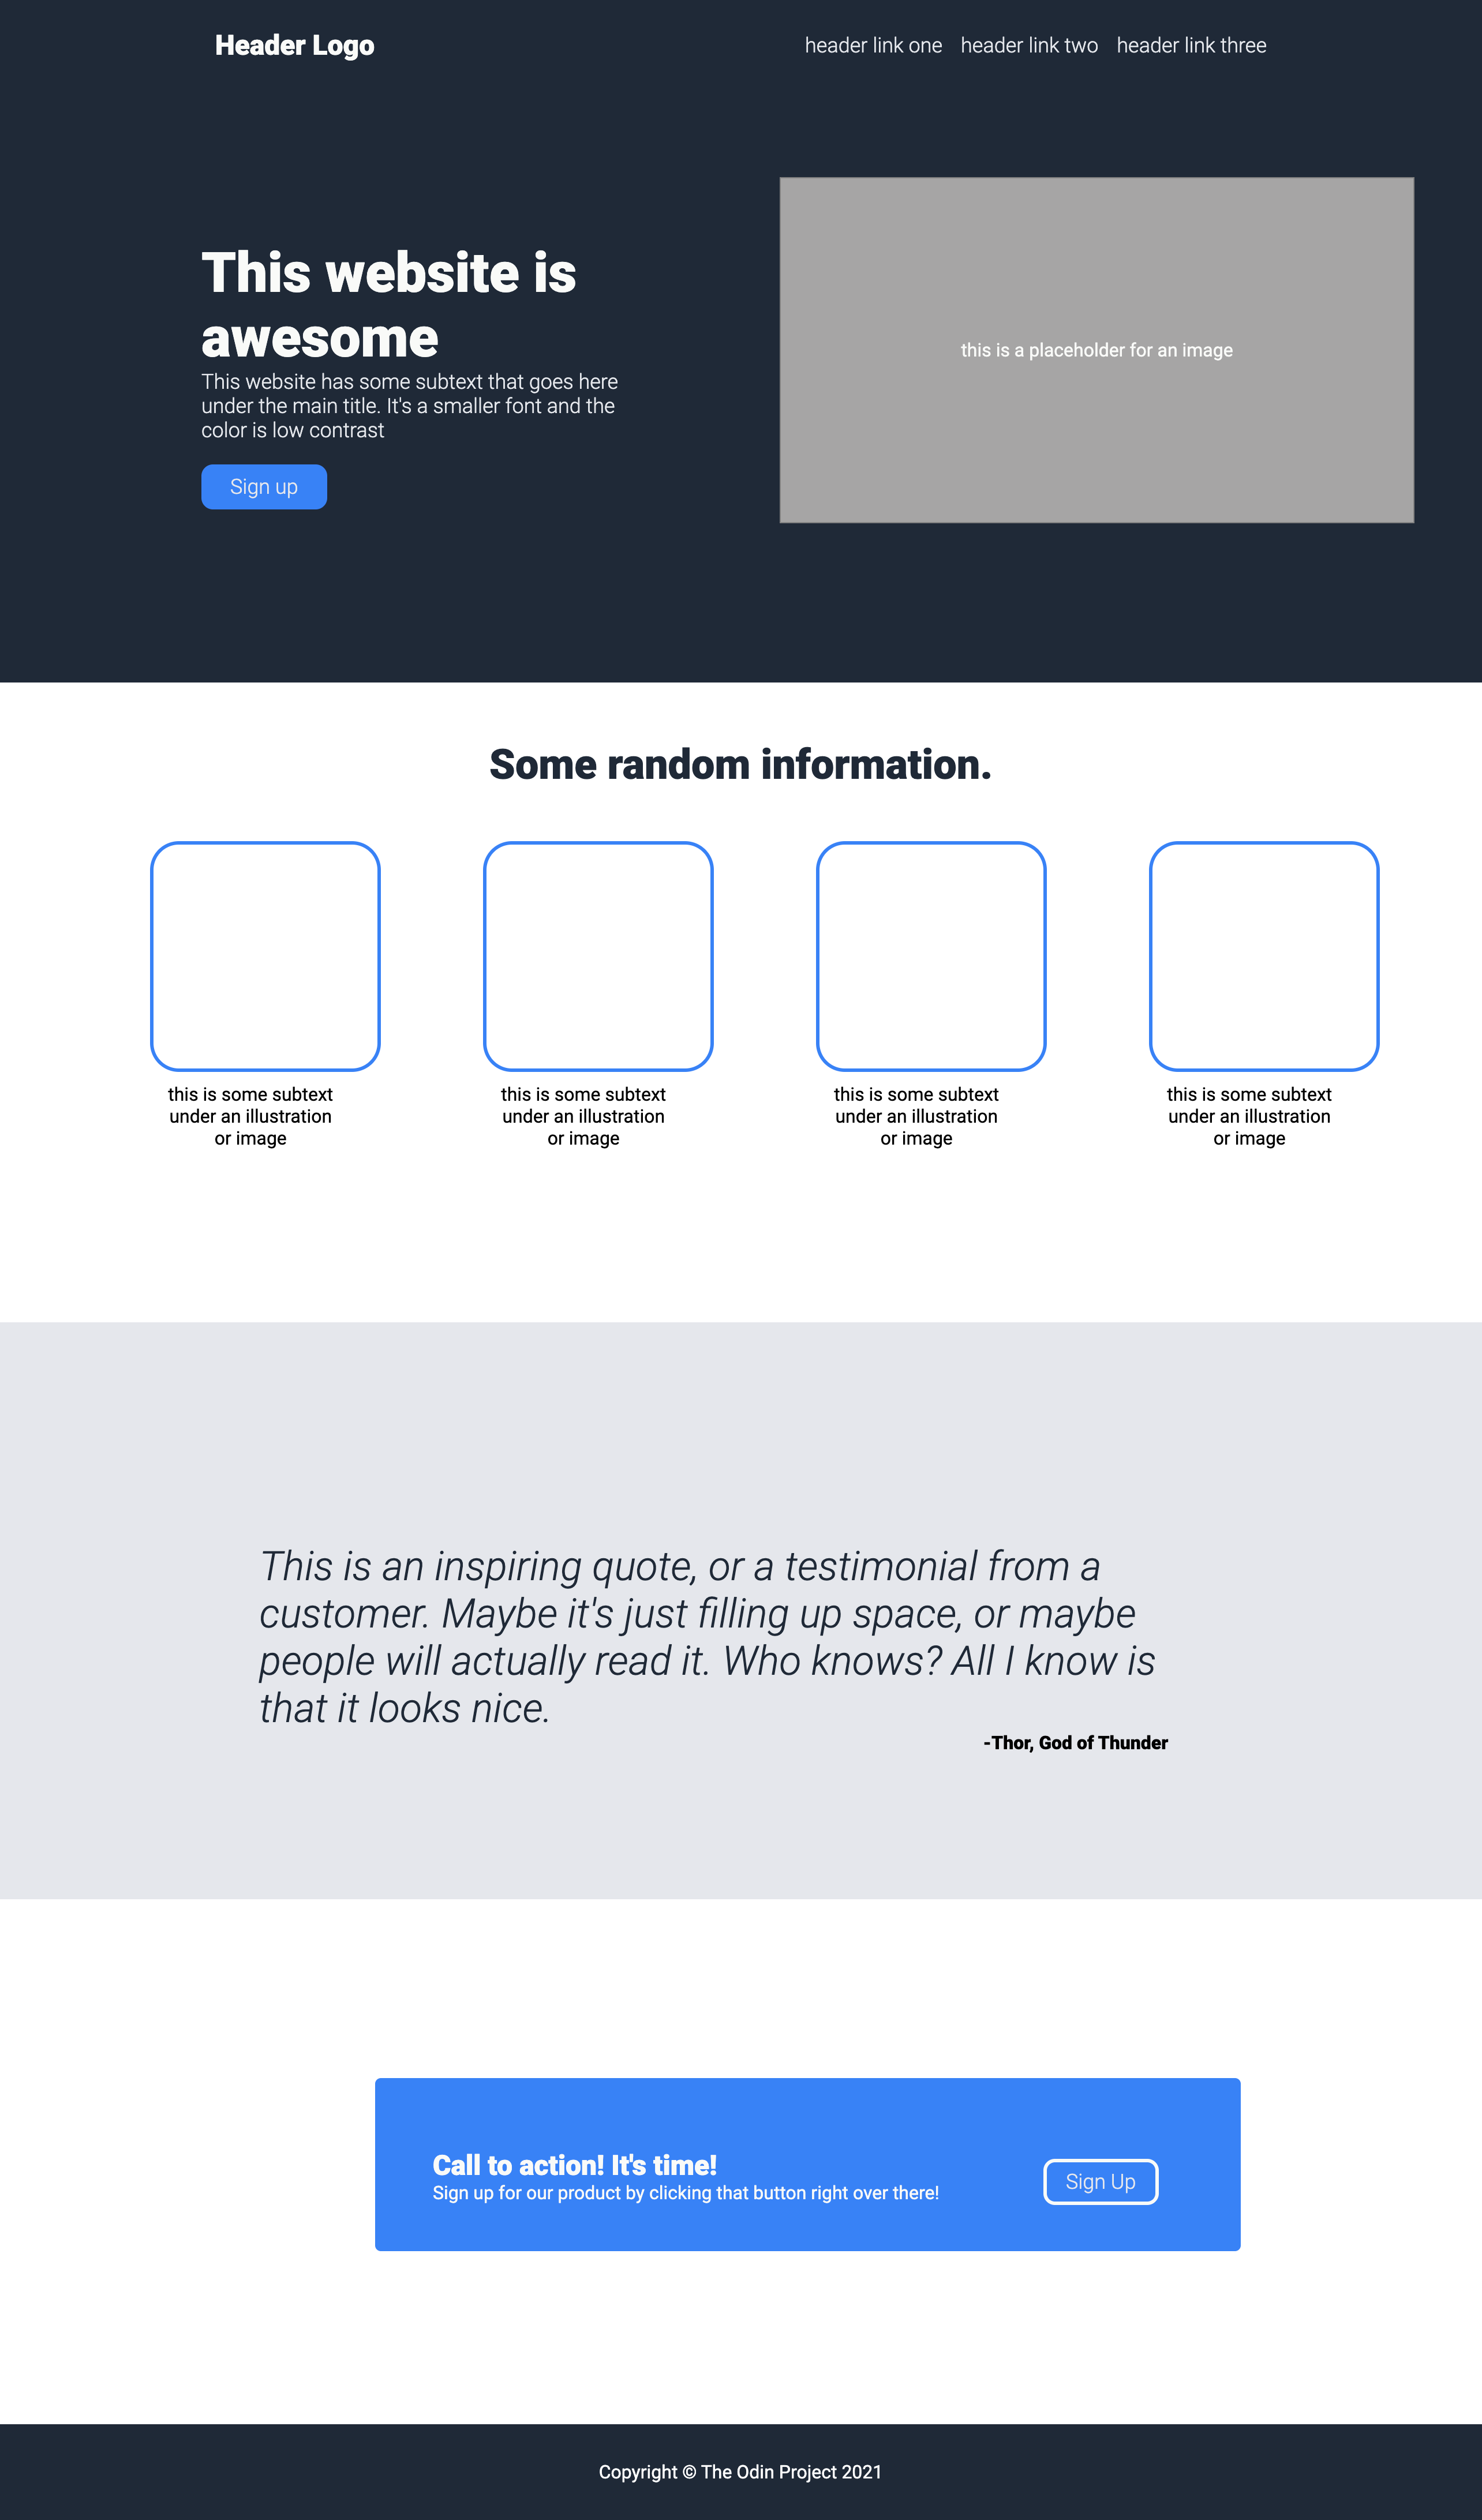 Header Logo
header link one header link two header link three
This website is
awesome
This website has some subtext that goes here
under the main title. It's a smaller font and the
color is low contrast
Sign up
this is a placeholder for an image
Some random information.
this is some subtext
under an illustration
or image
this is some subtext
under an illustration
or image
this is some subtext
under an illustration
or image
this is some subtext
under an illustration
or image
This is an inspiring quote, or a testimonial from a
customer. Maybe it's just filling up space, or maybe
people will actually read it. Who knows? All I know is
that it looks nice.
-Thor, God of Thunder
Call to action! It's time!
Sign up for our product by clicking that button right over there!
Sign Up
Copyright © The Odin Project 2021